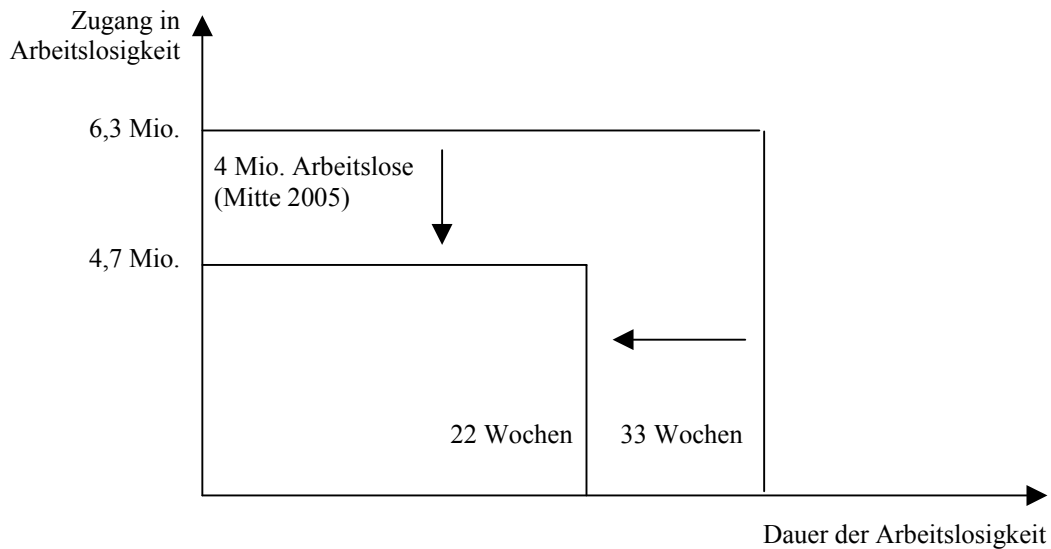 Zugang in
Arbeitslosigkeit
6,3 Mio.
4 Mio. Arbeitslose
(Mitte 2005)
4,7 Mio.
22 Wochen
33 Wochen
Dauer der Arbeitslosigkeit